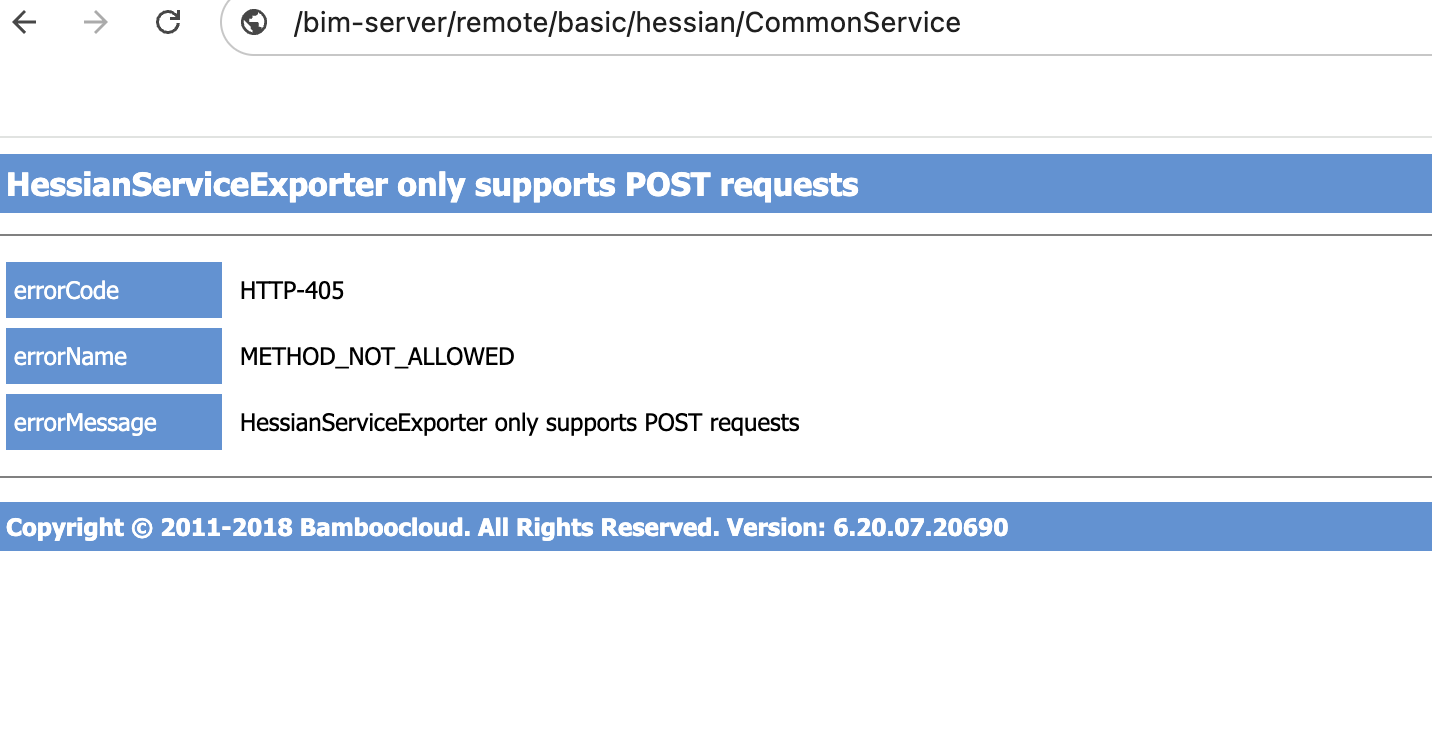 /bim-server/remote/basic/hessian/CommonService
HessianServiceExporter only supports POST requests
errorCode HTTP-405
errorName METHOD_NOT_ALLOWED
errorMessage HessianServiceExporter only supports POST requests
Copyright © 2011-2018 Bamboocloud. All Rights Reserved. Version: 6.20.07.20690